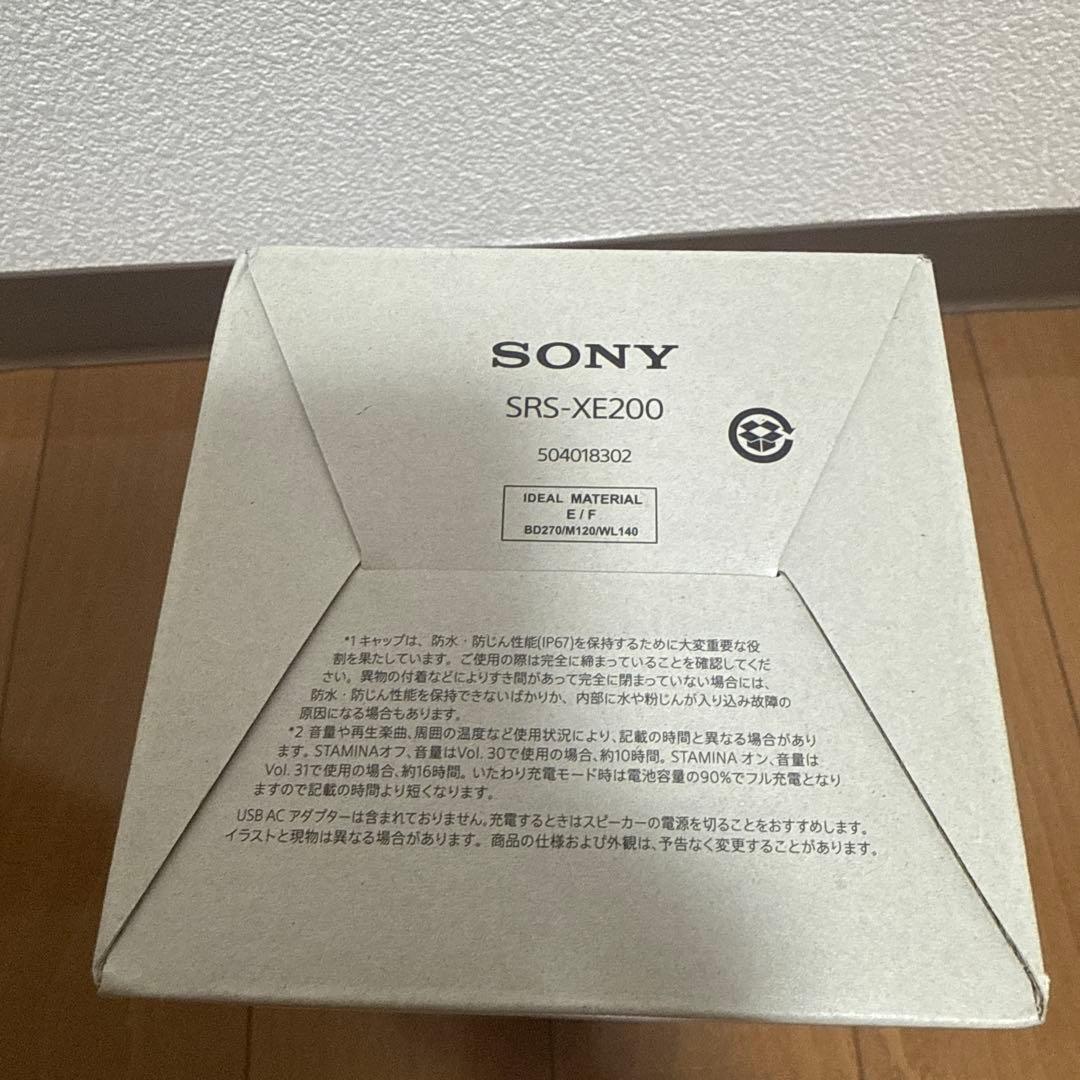 SONY
SRS-XE200
504018302
IDEAL MATERIAL
E / F
BD270/M120/WL140
*1 キャップは、防水・防じん性能(IP67)を保持するために大変重要な役
割を果たしています。ご使用の際は完全に締まっていることを確認してくだ
さい。異物の付着などによりすき間があって完全に閉まっていない場合には、
防水・防じん性能を保持できないばかりか、内部に水や粉じんが入り込み故障の
原因になる場合もあります。
*2 音量や再生楽曲、周囲の温度など使用状況により、記載の時間と異なる場合があり
ます。STAMINAオフ、音量はVol. 30で使用の場合、約10時間。STAMINA オン、音量は
Vol. 31で使用の場合、約16時間。いたわり充電モード時は電池容量の90%でフル充電となり
ますので記載の時間より短くなります。
USB AC アダプターは含まれておりません。充電するときはスピーカーの電源を切ることをおすすめします。
イラストと現物は異なる場合があります。商品の仕様および外観は、予告なく変更することがあります。